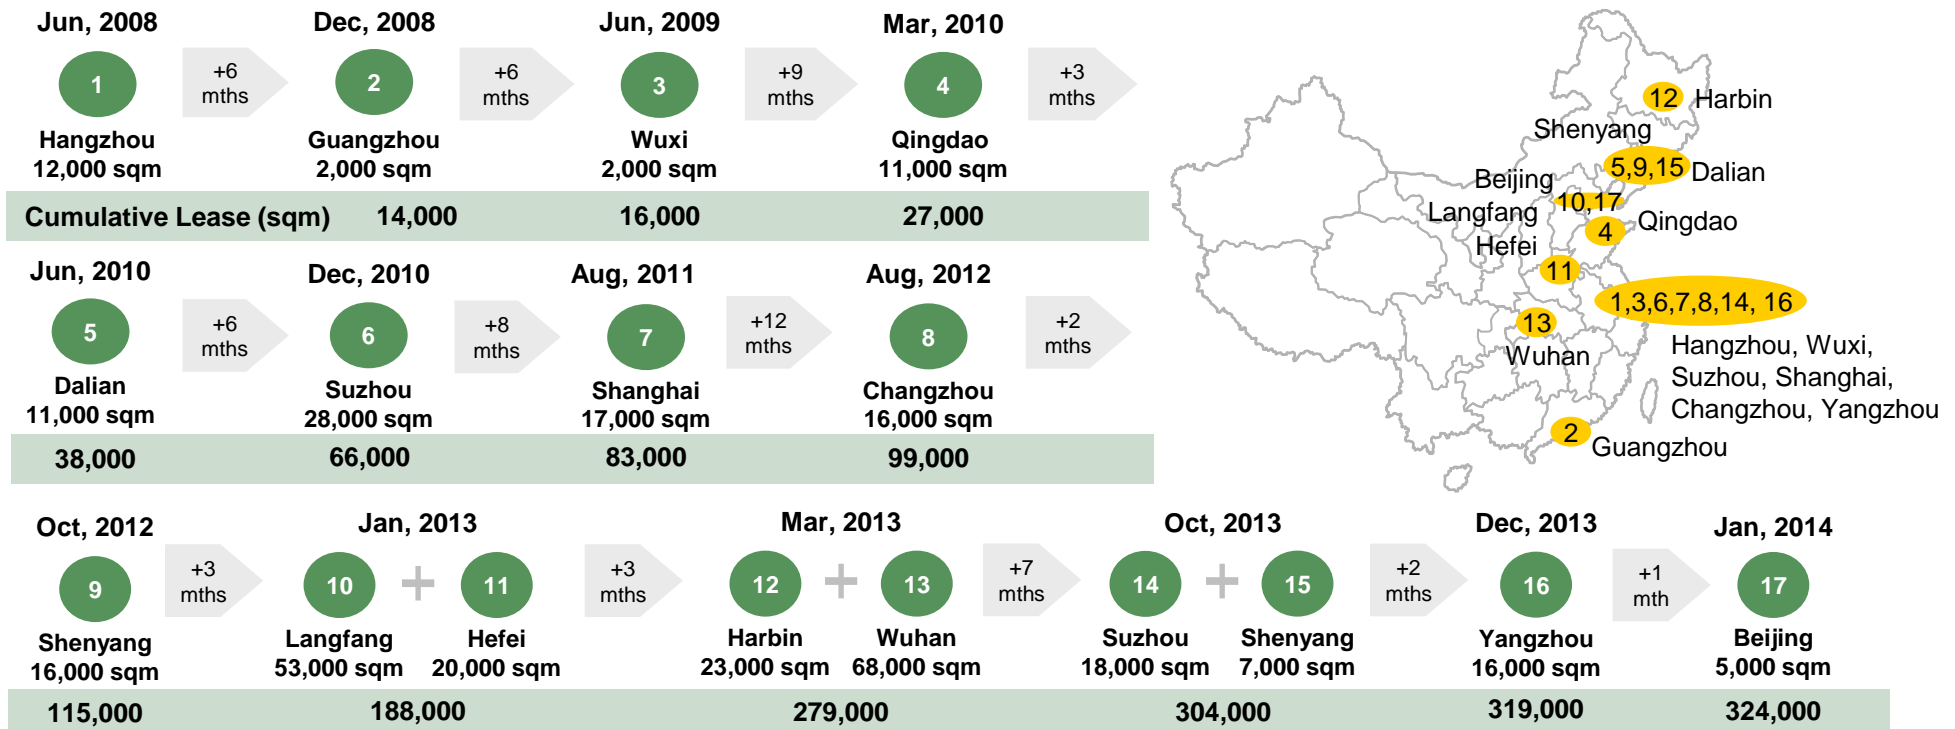 Jun, 2008
Dec, 2008
Jun, 2009
Mar, 2010
1
+6
mths
2
+6
mths
3
+9
mths
4
+3
mths
Hangzhou
12,000 sqm
Guangzhou
2,000 sqm
Wuxi
2,000 sqm
Qingdao
11,000 sqm
Cumulative Lease (sqm)
14,000
16,000
27,000
Jun, 2010
Dec, 2010
Aug, 2011
Aug, 2012
5
+6
mths
6
+8
mths
7
+12
mths
8
+2
mths
Dalian
11,000 sqm
Suzhou
28,000 sqm
Shanghai
17,000 sqm
Changzhou
16,000 sqm
38,000
66,000
83,000
99,000
12
Harbin
Shenyang
5,9,15
Dalian
Beijing
10,17
Langfang
Qingdao
4
Hefei
11
1,3,6,7,8,14, 16
13
Wuhan
Hangzhou, Wuxi,
Suzhou, Shanghai,
Changzhou, Yangzhou
2
Guangzhou
Oct, 2012
Jan, 2013
Mar, 2013
Oct, 2013
Dec, 2013
Jan, 2014
9
+3
mths
10
+
11
+3
mths
12
+
13
+7
mths
14
+
15
+2
mths
16
+1
mth
17
Shenyang
16,000 sqm
Langfang
53,000 sqm
Hefei
20,000 sqm
Harbin
23,000 sqm
Wuhan
68,000 sqm
Suzhou
18,000 sqm
Shenyang
7,000 sqm
Yangzhou
16,000 sqm
Beijing
5,000 sqm
115,000
188,000
279,000
304,000
319,000
324,000